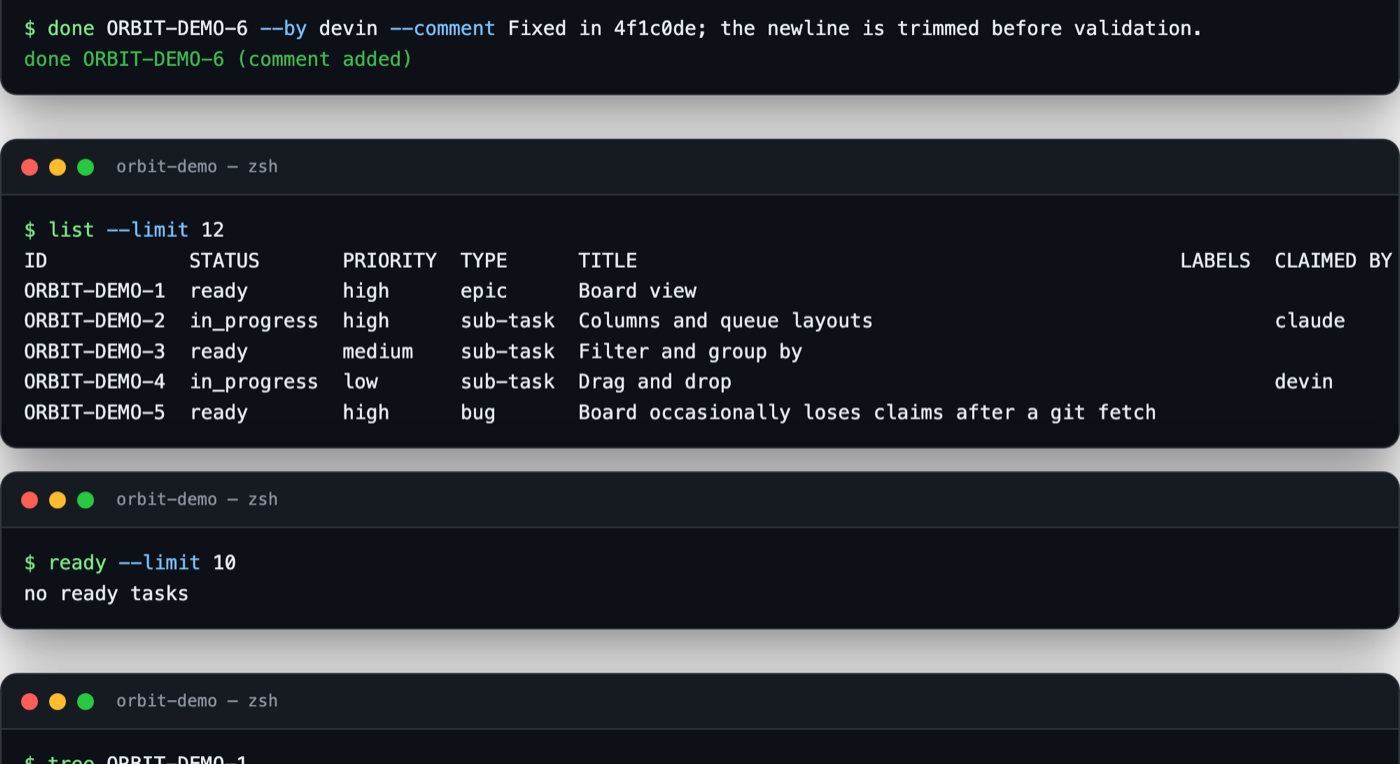 $ done ORBIT-DEMO-6 --by devin --comment Fixed in 4f1c0de; the newline is trimmed before validation.
done ORBIT-DEMO-6 (comment added)
orbit-demo — zsh
$ list --limit 12
ID STATUS PRIORITY TYPE TITLE LABELS CLAIMED BY
ORBIT-DEMO-1 ready high epic Board view
ORBIT-DEMO-2 in_progress high sub-task Columns and queue layouts claude
ORBIT-DEMO-3 ready medium sub-task Filter and group by
ORBIT-DEMO-4 in_progress low sub-task Drag and drop devin
ORBIT-DEMO-5 ready high bug Board occasionally loses claims after a git fetch
orbit-demo — zsh
$ ready --limit 10
no ready tasks
orbit-demo — zsh
$ tree ORBIT-DEMO-1